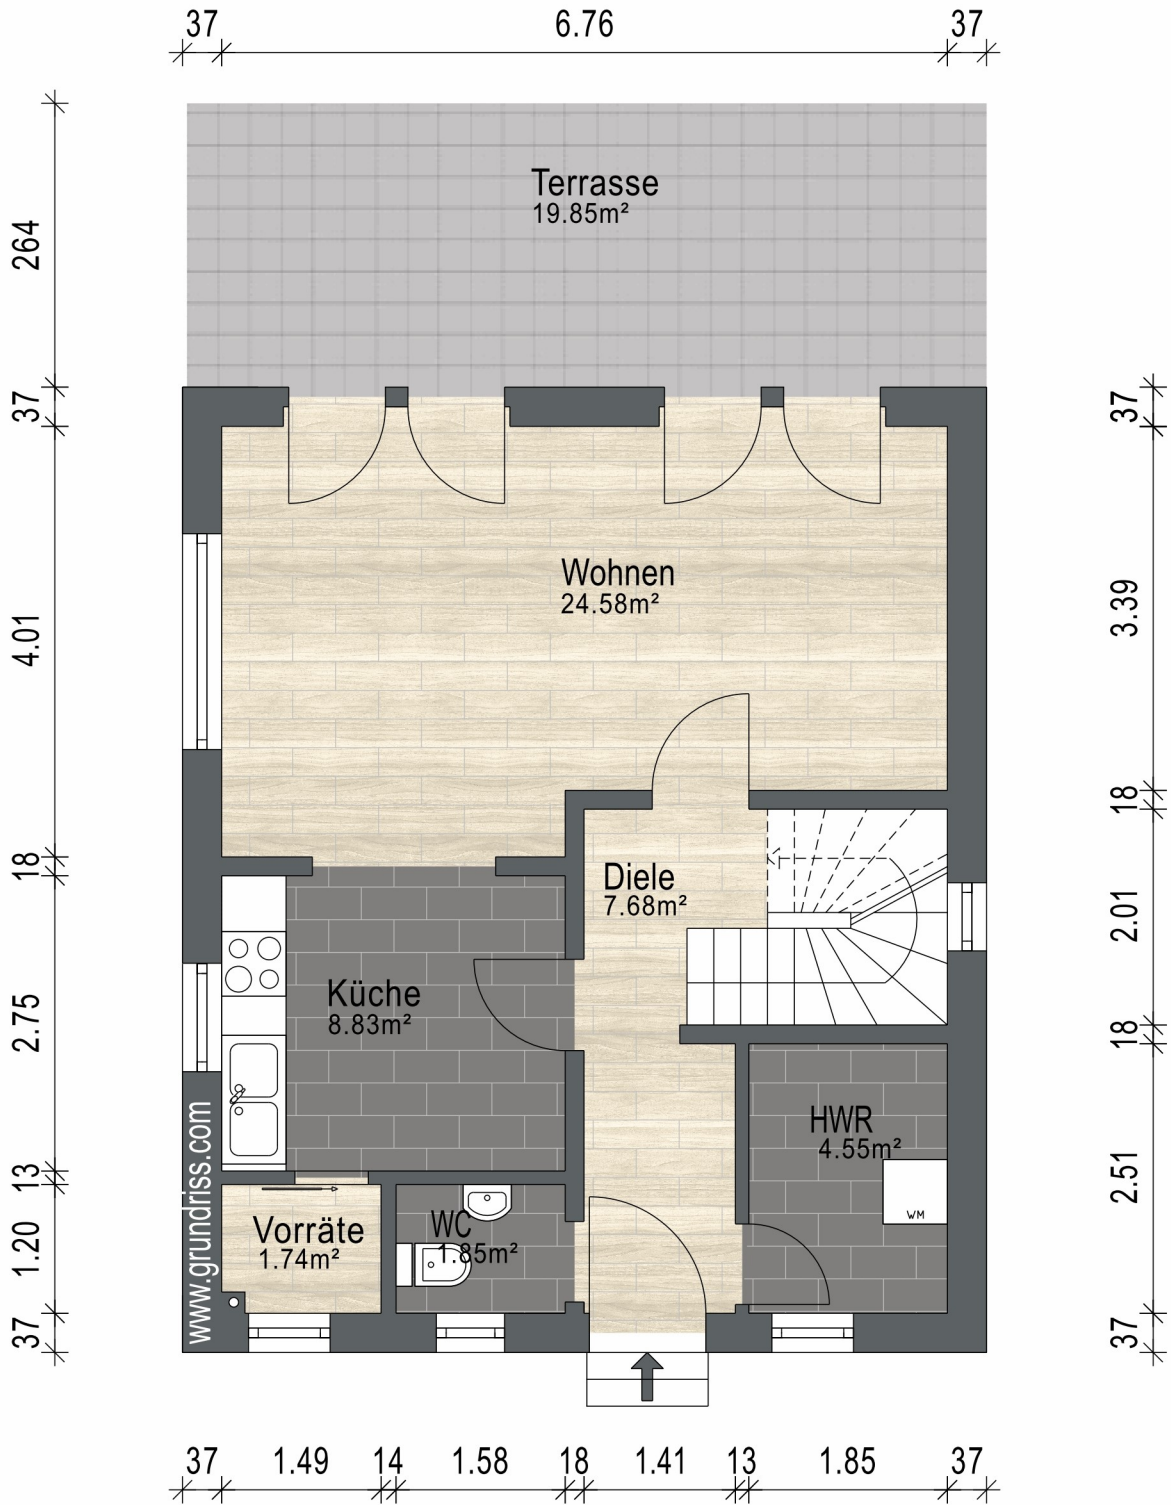 37 6.76 37
Terrasse
19.85m²
264
37
37
Wohnen
24.58m²
4.01
3.39
18
18
Diele
7.68m²
2.01
Küche
8.83m²
2.75
18
HWR
4.55m²
WM
13
2.51
Vorräte
1.74m²
WC
1.85m²
1.20
www.grundriss.com
37
37
37 1.49 14 1.58 18 1.41 13 1.85 37